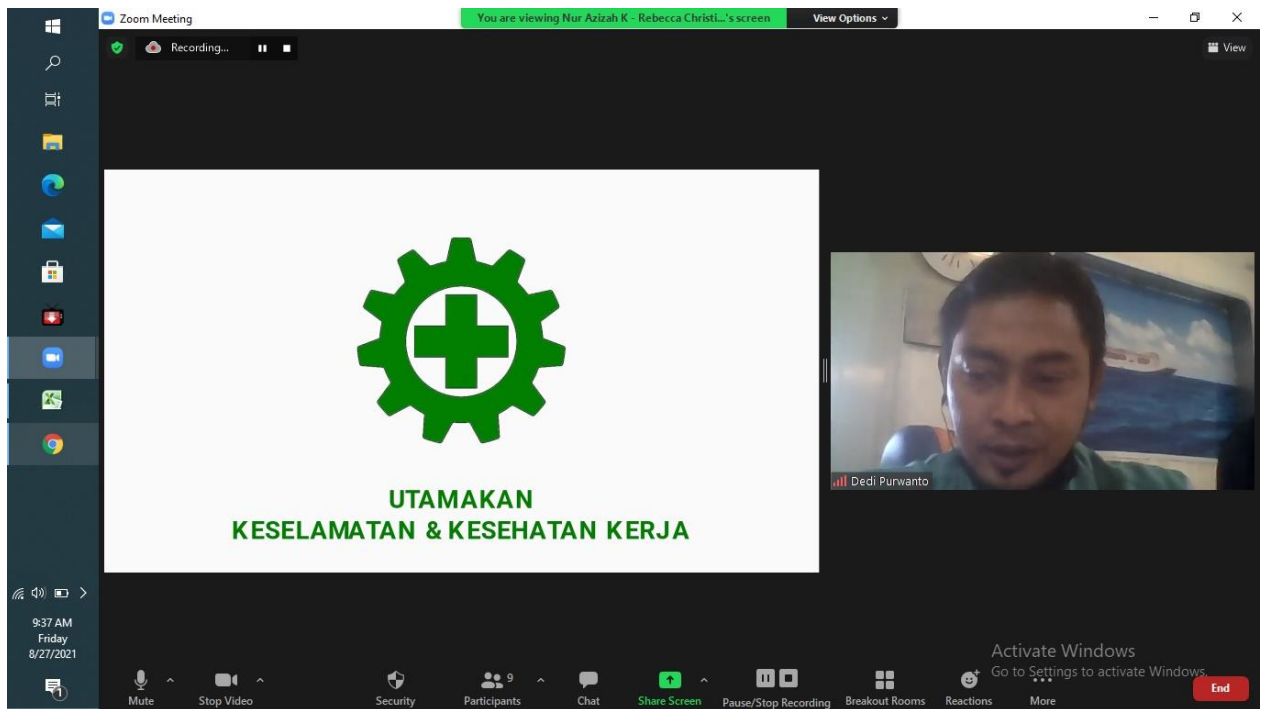 Zoom Meeting
You are viewing Nur Azizah K - Rebecca Christi...'s screen
View Options
Recording...
View
UTAMAKAN
KESELAMATAN & KESEHATAN KERJA
Dedi Purwanto
9:37 AM
Friday
8/27/2021
1
Activate Windows
Go to Settings to activate Windows.
Mute
Stop Video
Security
9
Participants
Chat
Share Screen
Pause/Stop Recording
Breakout Rooms
Reactions
More
End